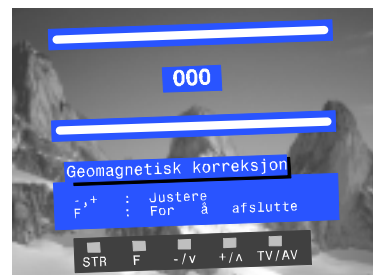 000
Geomagnetisk korreksjon
-,+ : Justere
F : For å afslutte
STR F -/v +/ʌ TV/AV